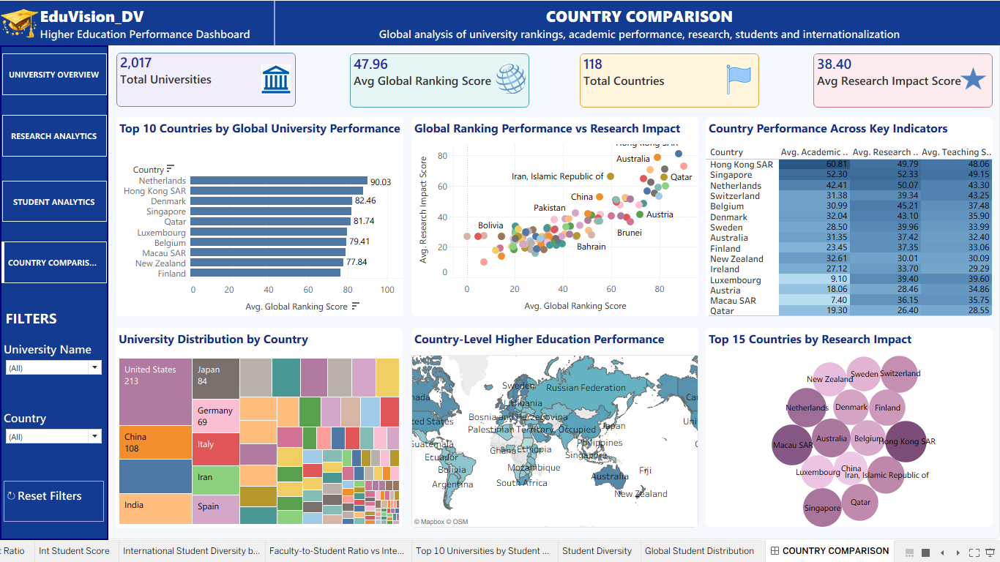 EduVision_DV
Higher Education Performance Dashboard
COUNTRY COMPARISON
Global analysis of university rankings, academic performance, research, students and internationalization
UNIVERSITY OVERVIEW
RESEARCH ANALYTICS
STUDENT ANALYTICS
COUNTRY COMPARIS...
FILTERS
University Name
(All)
Country
(All)
Reset Filters
2,017
Total Universities
47.96
Avg Global Ranking Score
118
Total Countries
38.40
Avg Research Impact Score
Top 10 Countries by Global University Performance
Country
Netherlands
90.03
Hong Kong SAR
Denmark
82.46
Singapore
Qatar
81.74
Luxembourg
Belgium
79.41
Macau SAR
New Zealand
77.84
Finland
0 20 40 60 80 100
Avg. Global Ranking Score
Global Ranking Performance vs Research Impact
Avg. Research Impact Score
80
60
40
20
0
Hong Kong SAR
Australia
Iran, Islamic Republic of
Qatar
China
Pakistan
Austria
Bolivia
Brunei
Bahrain
0 20 40 60 80
Avg. Global Ranking Score
Country Performance Across Key Indicators
Country Avg. Academic .. Avg. Research .. Avg. Teaching S..
Hong Kong SAR 60.81 49.79 48.06
Singapore 52.30 52.33 49.15
Netherlands 42.41 50.07 43.30
Switzerland 31.38 39.34 43.25
Belgium 30.99 45.21 37.48
Denmark 32.04 43.10 35.90
Sweden 28.50 39.96 33.99
Australia 31.35 37.42 32.40
Finland 23.45 37.35 33.06
New Zealand 32.61 30.01 30.09
Ireland 27.12 33.70 29.29
Luxembourg 9.10 39.40 39.60
Austria 18.06 28.46 34.86
Macau SAR 7.40 36.15 35.75
Qatar 19.30 26.40 28.55
University Distribution by Country
United States
213
China
108
India
Japan
84
Germany
69
Italy
Iran
Spain
Country-Level Higher Education Performance
Sweden
Russian Federation
nada
Ca
Lithuania
Bosnia and Herzegovina
ted States
Uni
Palestinian Territory, Occupied
Japan
Guatemala
Philippines
Ghana
Ethiopia
Singapore
Ecuador
Bolivia
Mozambique
Fiji
Australia
Argentina
South Africa
New Zealand
© Mapbox © OSM
Top 15 Countries by Research Impact
New Zealand
Sweden
Switzerland
Netherlands
Denmark
Finland
Macau SAR
Australia
Belgium
Hong Kong SAR
Luxembourg
China
Iran, Islamic Republic of
Singapore
Qatar
t Ratio
Int Student Score
International Student Diversity b...
Faculty-to-Student Ratio vs Inte...
Top 10 Universities by Student ...
Student Diversity
Global Student Distribution
COUNTRY COMPARISON